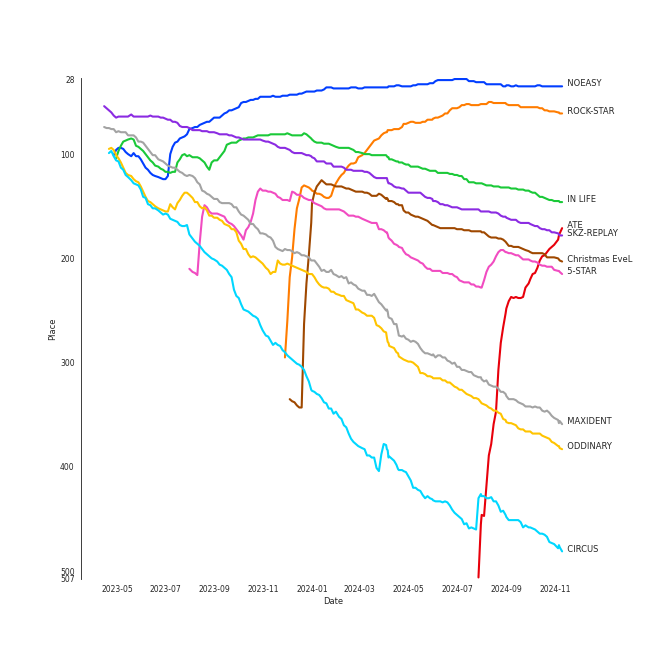 28
NOEASY
ROCK-STAR
100
IN LIFE
ATE
SKZ-REPLAY
200
Christmas EveL
5-STAR
300
Place
400
MAXIDENT
ODDINARY
CIRCUS
500
507
2023-05 2023-07 2023-09 2023-11 2024-01 2024-03 2024-05 2024-07 2024-09 2024-11
Date